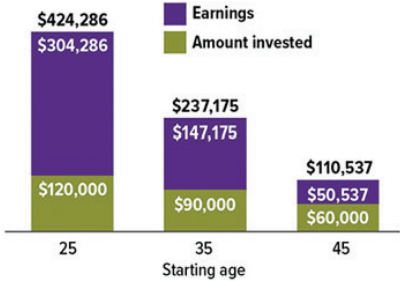 Earnings
Amount invested
$424,286
$304,286
$120,000
$237,175
$147,175
$90,000
$110,537
$50,537
$60,000
25 35 45
Starting age